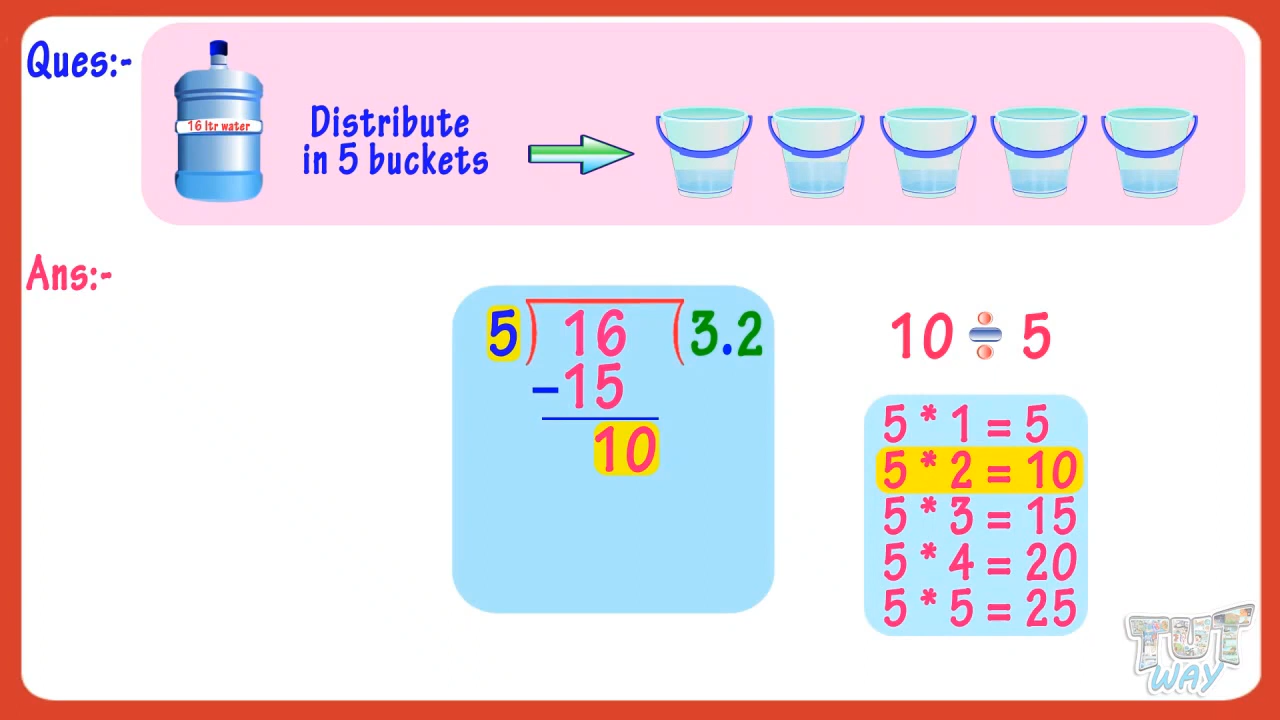 Ques:-
16 ltr water
Distribute
in 5 buckets
Ans:-
5) 16 (3.2
-15
10
10 ÷ 5
5 * 1 = 5
5 * 2 = 10
5 * 3 = 15
5 * 4 = 20
5 * 5 = 25
TUT
WAY